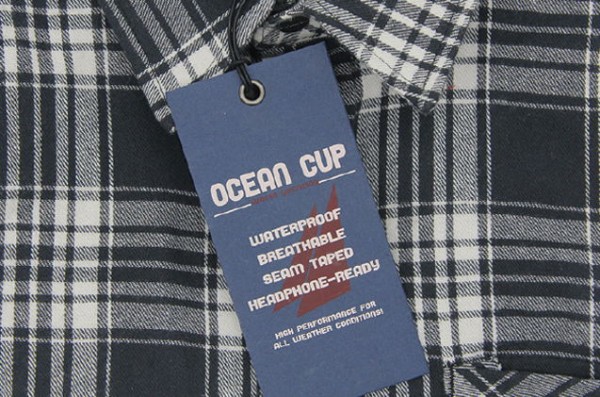 OCEAN CUP
WATERPROOF
BREATHABLE
SEAM TAPED
HEADPHONE-READY
HIGH PERFORMANCE FOR
ALL WEATHER CONDITIONS!